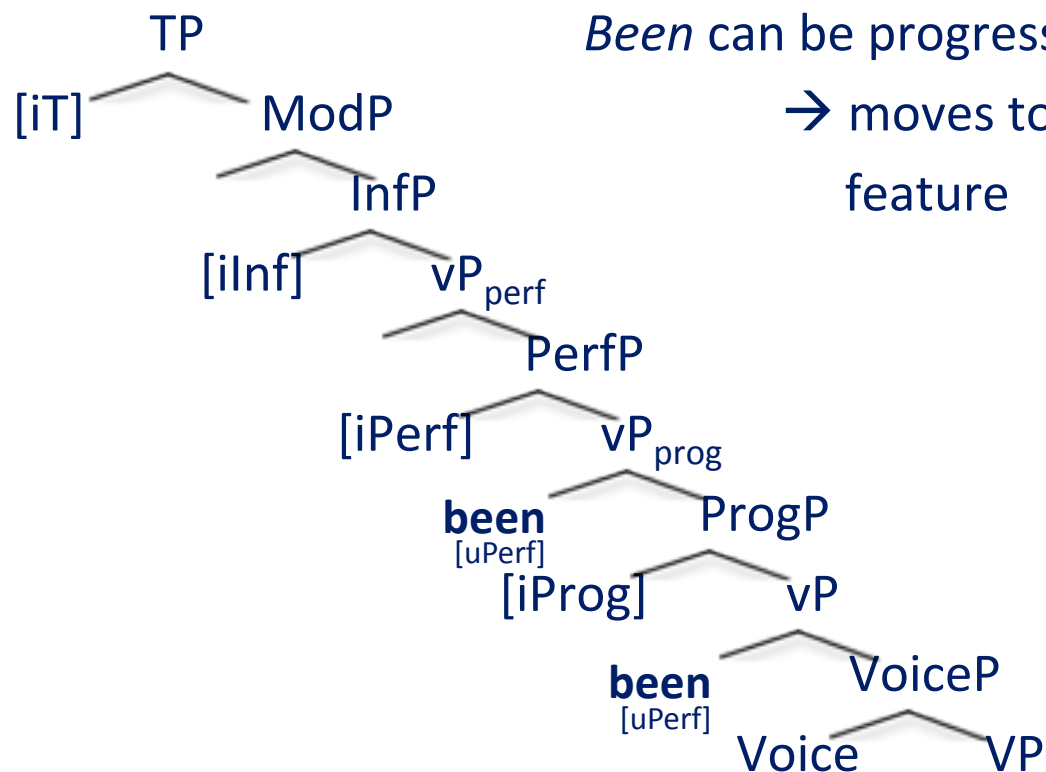 TP
Been can be progress
[iT]
ModP
→ moves to
InfP
feature
[iInf]
vPperf
PerfP
[iPerf]
vPprog
been
[uPerf]
ProgP
[iProg]
vP
been
[uPerf]
VoiceP
Voice
VP